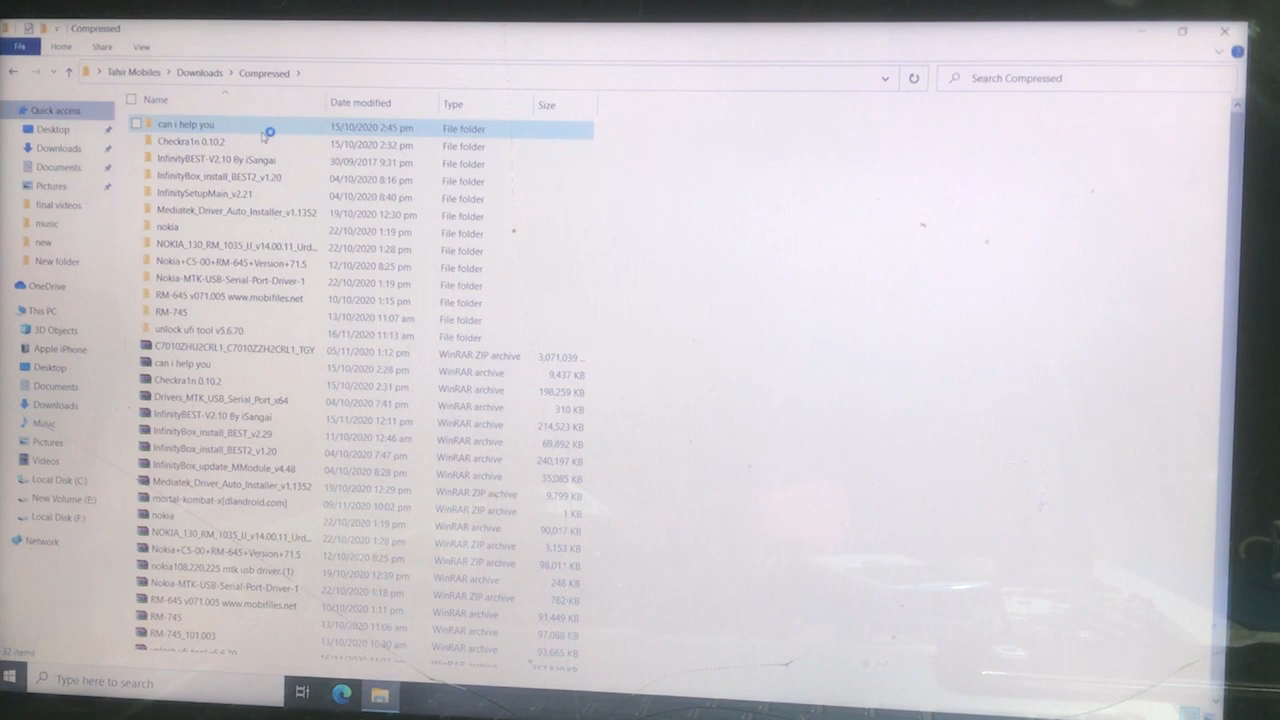 Compressed
File Home Share View
Tahir Mobiles > Downloads > Compressed > Search Compressed
Name Date modified Type Size
can i help you 15/10/2020 2:45 pm File folder
Checkra1n 0.10.2 15/10/2020 2:32 pm File folder
InfinityBEST-V2.10 By iSangai 30/09/2017 9:31 pm File folder
InfinityBox_install_BEST2_v1.20 04/10/2020 8:16 pm File folder
InfinitySetupMain_v2.21 04/10/2020 8:40 pm File folder
Mediatek_Driver_Auto_Installer_v1.1352 19/10/2020 12:30 pm File folder
nokia 22/10/2020 1:19 pm File folder
NOKIA_130_RM_1035_IJ_v14.00.11_Urd... 22/10/2020 1:28 pm File folder
Nokia+C5-00+RM-645+Version+71.5 12/10/2020 8:25 pm File folder
Nokia-MTK-USB-Serial-Port-Driver-1 22/10/2020 1:19 pm File folder
RM-645 v071.005 www.mobifiles.net 10/10/2020 1:15 pm File folder
RM-745 13/10/2020 11:07 am File folder
unlock ufi tool v5.6.70 16/11/2020 11:13 am File folder
C7010ZHU2CRL1_C7010ZZH2CRL1_TGY 05/11/2020 1:12 pm WinRAR ZIP archive 3,071,039 ...
can i help you 15/10/2020 2:28 pm WinRAR archive 9,437 KB
Checkra1n 0.10.2 15/10/2020 2:31 pm WinRAR archive 198,259 KB
Drivers_MTK_USB_Serial_Port_x64 04/10/2020 7:41 pm WinRAR archive 310 KB
InfinityBEST-V2.10 By iSangai 15/11/2020 12:11 pm WinRAR archive 214,523 KB
InfinityBox_install_BEST_v2.29 11/10/2020 12:46 am WinRAR archive 69,892 KB
InfinityBox_install_BEST2_v1.20 04/10/2020 7:47 pm WinRAR archive 240,197 KB
InfinityBox_update_MModule_v4.48 04/10/2020 8:28 pm WinRAR archive 35,085 KB
Mediatek_Driver_Auto_Installer_v1.1352 19/10/2020 12:29 pm WinRAR ZIP archive 9,799 KB
mortal-kombat-x[dlandroid.com] 09/11/2020 10:02 pm WinRAR archive 1 KB
nokia 22/10/2020 1:19 pm WinRAR ZIP archive 90,017 KB
NOKIA_130_RM_1035_IJ_v14.00.11_Urd... 22/10/2020 1:28 pm WinRAR ZIP archive 3,153 KB
Nokia+C5-00+RM-645+Version+71.5 12/10/2020 8:25 pm WinRAR ZIP archive 98,011 KB
nokia108,220,225 mtk usb driver (1) 19/10/2020 12:39 pm WinRAR archive 248 KB
Nokia-MTK-USB-Serial-Port-Driver-1 22/10/2020 1:18 pm WinRAR ZIP archive 762 KB
RM-645 v071.005 www.mobifiles.net 10/10/2020 1:11 pm WinRAR archive 91,449 KB
RM-745 13/10/2020 11:06 am WinRAR archive 97,088 KB
RM-745_101.003 13/10/2020 10:30 am WinRAR archive 93,665 KB
Quick access
Desktop
Downloads
Documents
Pictures
final videos
music
new
New folder
OneDrive
This PC
3D Objects
Apple iPhone
Desktop
Documents
Downloads
Music
Pictures
Videos
Local Disk (C:)
New Volume (E:)
Local Disk (F:)
Network
32 items
Type here to search